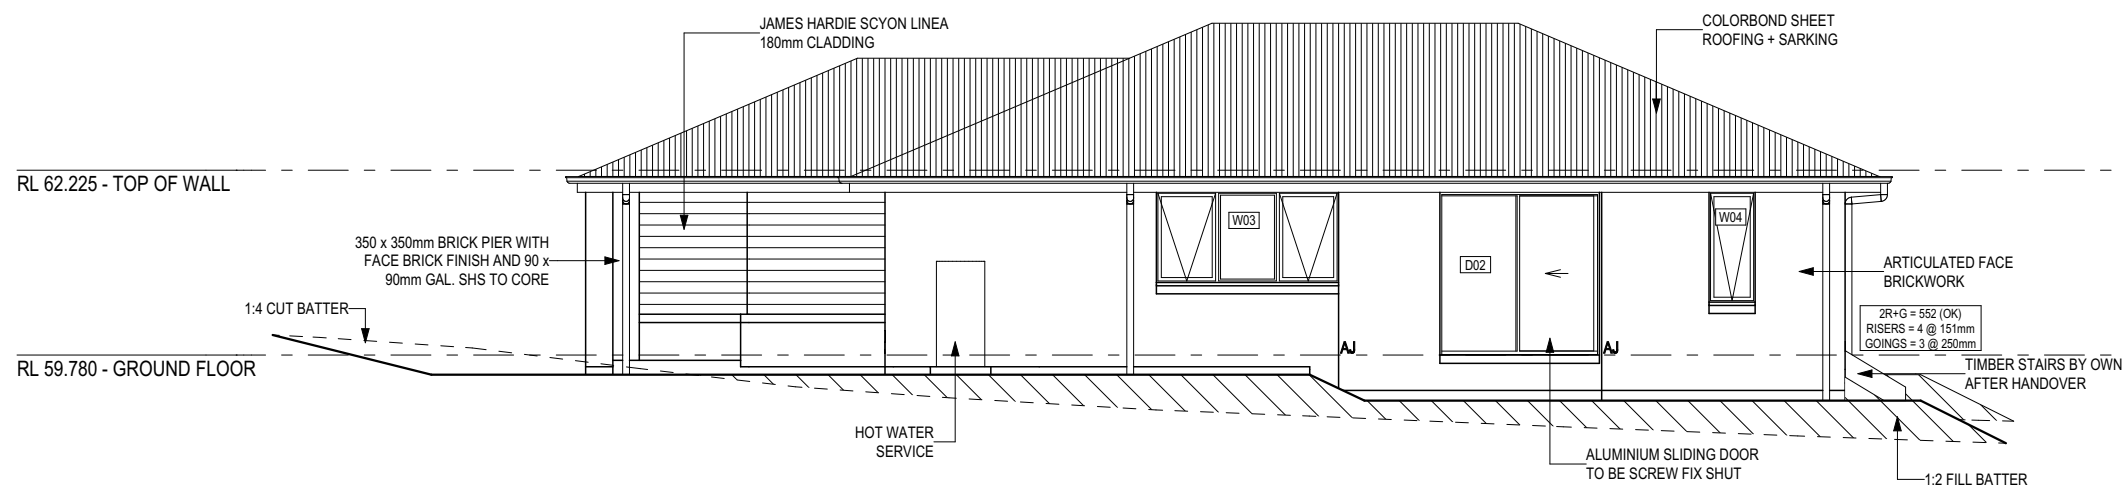 JAMES HARDIE SCYON LINEA
180mm CLADDING
COLORBOND SHEET
ROOFING + SARKING
RL 62.225 - TOP OF WALL
350 x 350mm BRICK PIER WITH
FACE BRICK FINISH AND 90 x
90mm GAL. SHS TO CORE
W03
W04
D02
ARTICULATED FACE
BRICKWORK
1:4 CUT BATTER
2R+G = 552 (OK)
RISERS = 4 @ 151mm
GOINGS = 3 @ 250mm
AJ
AJ
RL 59.780 - GROUND FLOOR
TIMBER STAIRS BY OWN
AFTER HANDOVER
HOT WATER
SERVICE
ALUMINIUM SLIDING DOOR
TO BE SCREW FIX SHUT
1:2 FILL BATTER